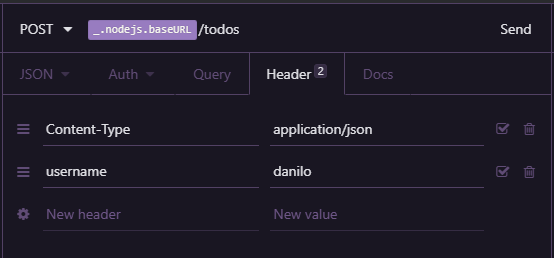 POST _.nodejs.baseURL/todos Send
JSON Auth Query Header 2 Docs
Content-Type application/json
username danilo
New header New value